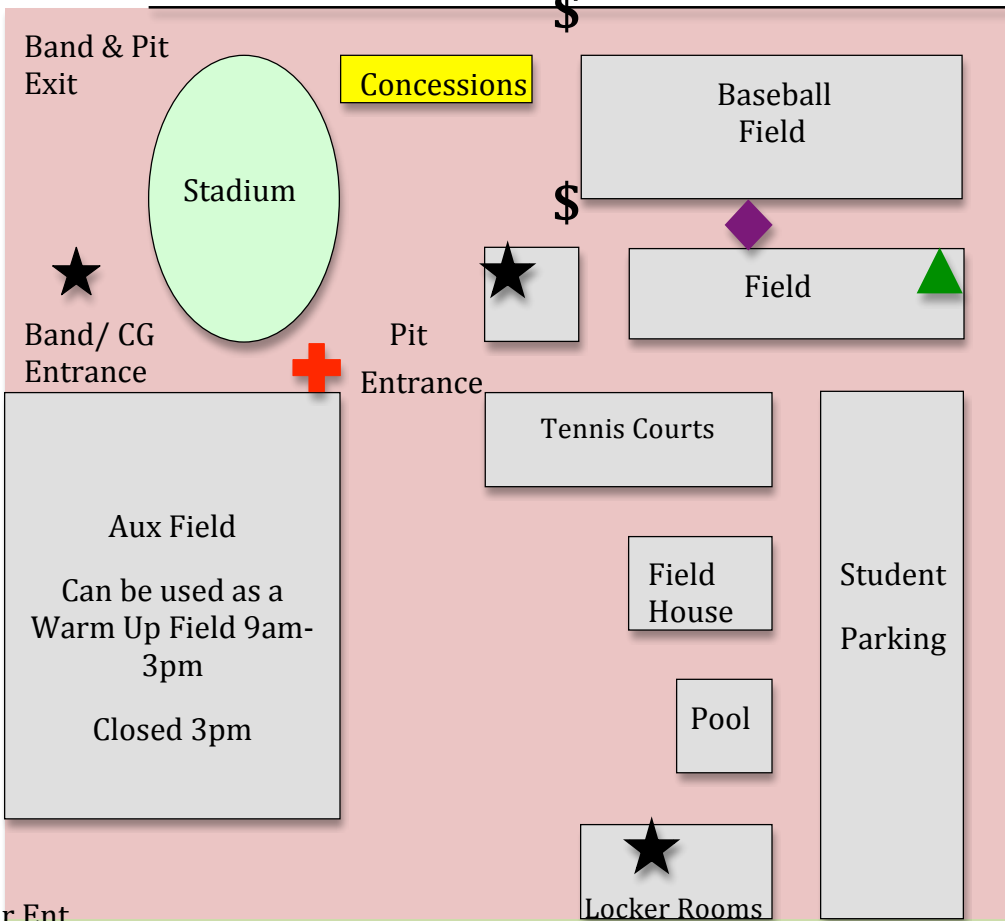 $
Band & Pit
Exit
Concessions
Baseball
Field
Stadium
$
Field
Band/ CG
Entrance
Pit
Entrance
Tennis Courts
Aux Field
Can be used as a
Warm Up Field 9am-
3pm
Closed 3pm
Field
House
Student
Parking
Pool
Locker Rooms
r Ent